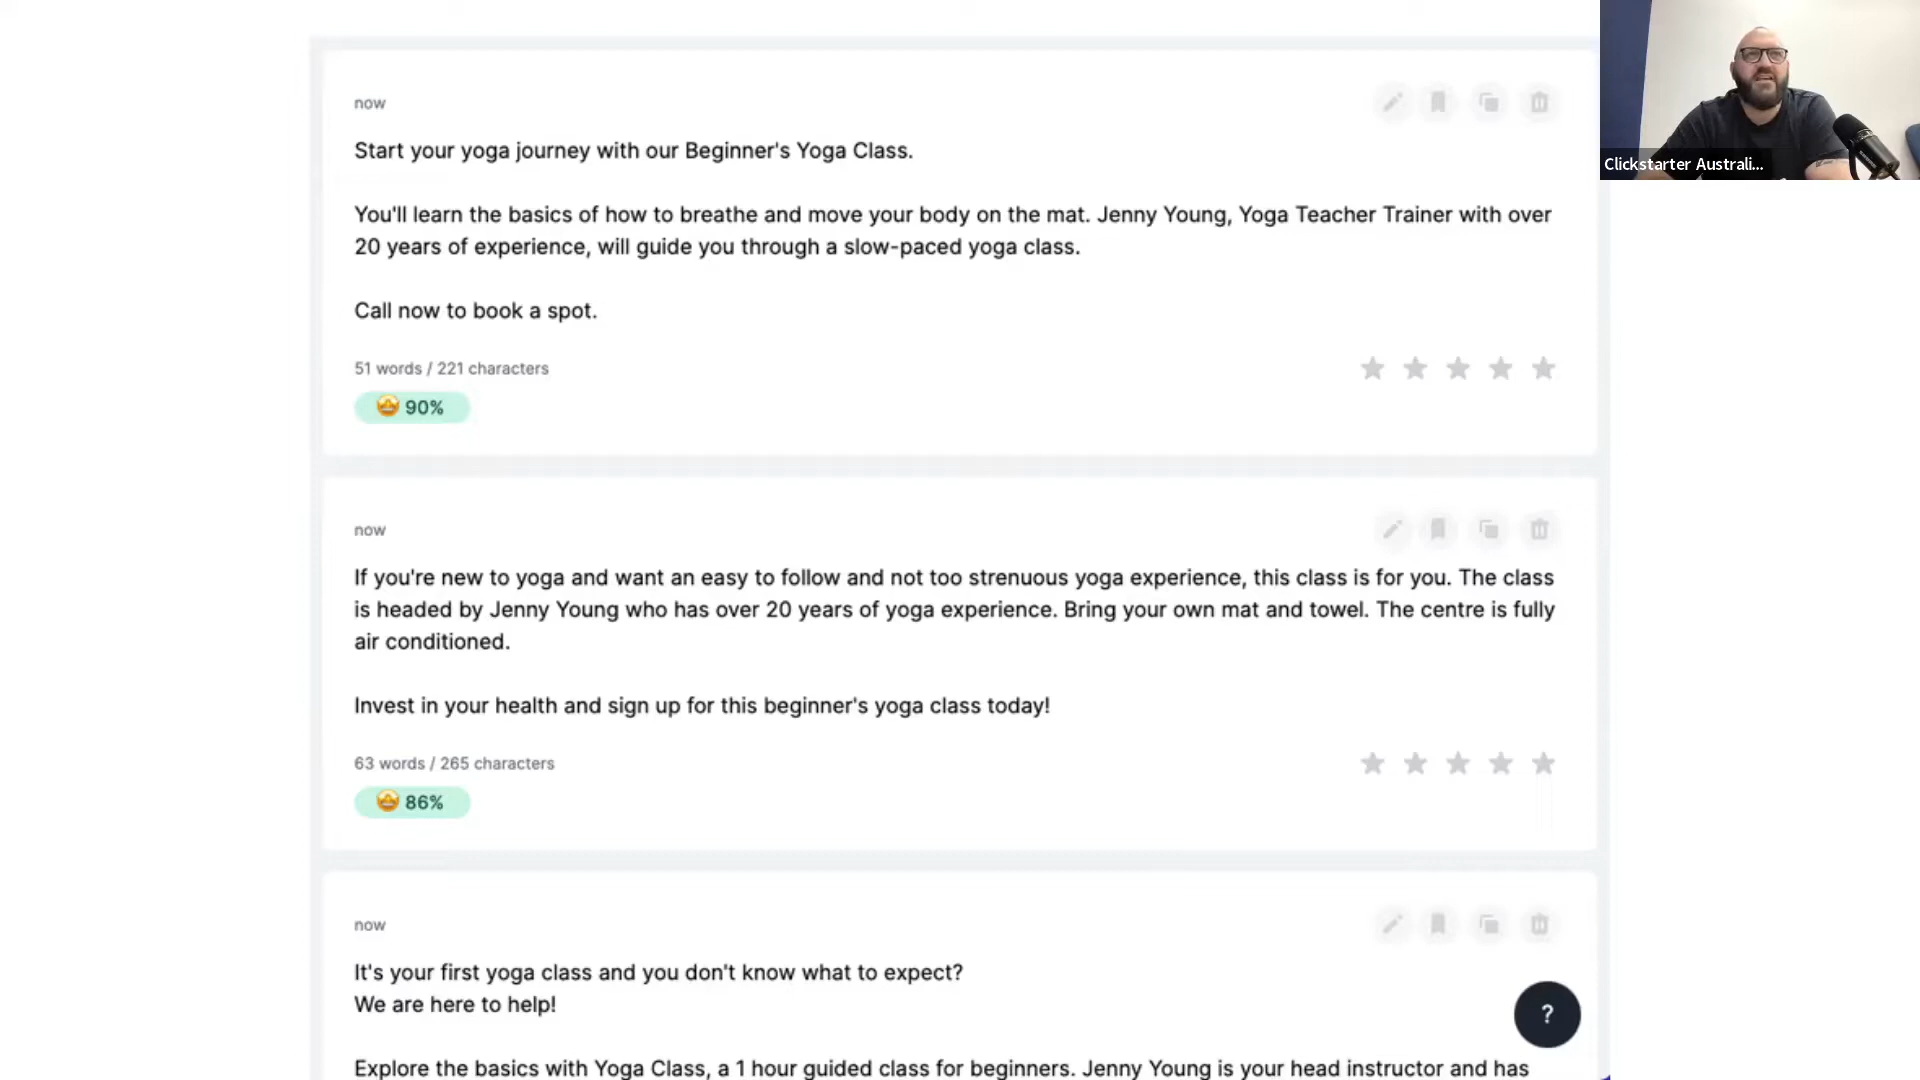 now
Start your yoga journey with our Beginner's Yoga Class.
You'll learn the basics of how to breathe and move your body on the mat. Jenny Young, Yoga Teacher Trainer with over
20 years of experience, will guide you through a slow-paced yoga class.
Call now to book a spot.
51 words / 221 characters
90%
now
If you're new to yoga and want an easy to follow and not too strenuous yoga experience, this class is for you. The class
is headed by Jenny Young who has over 20 years of yoga experience. Bring your own mat and towel. The centre is fully
air conditioned.
Invest in your health and sign up for this beginner's yoga class today!
63 words / 265 characters
86%
now
It's your first yoga class and you don't know what to expect?
We are here to help!
Explore the basics with Yoga Class, a 1 hour guided class for beginners. Jenny Young is your head instructor and has
?
Clickstarter Australi...